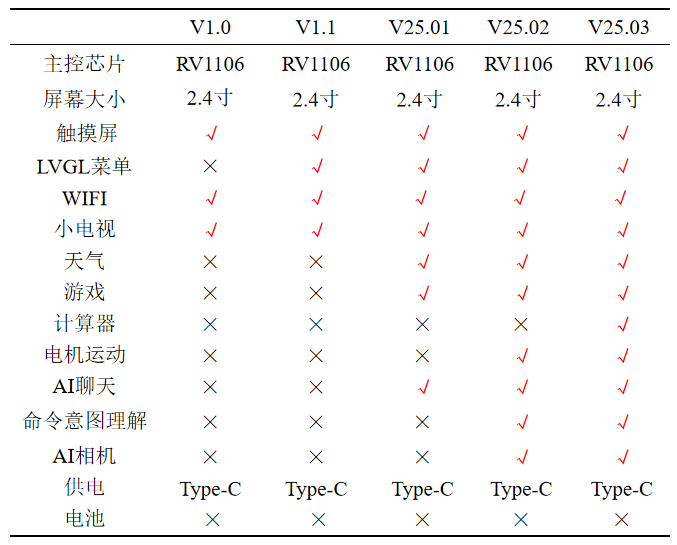 V1.0 V1.1 V25.01 V25.02 V25.03
主控芯片 RV1106 RV1106 RV1106 RV1106 RV1106
屏幕大小 2.4寸 2.4寸 2.4寸 2.4寸 2.4寸
触摸屏 √ √ √ √ √
LVGL菜单 × √ √ √ √
WIFI √ √ √ √ √
小电视 √ √ √ √ √
天气 × × √ √ √
游戏 × × √ √ √
计算器 × × × × √
电机运动 × × × √ √
AI聊天 × × √ √ √
命令意图理解 × × × √ √
AI相机 × × × √ √
供电 Type-C Type-C Type-C Type-C Type-C
电池 × × × × ×